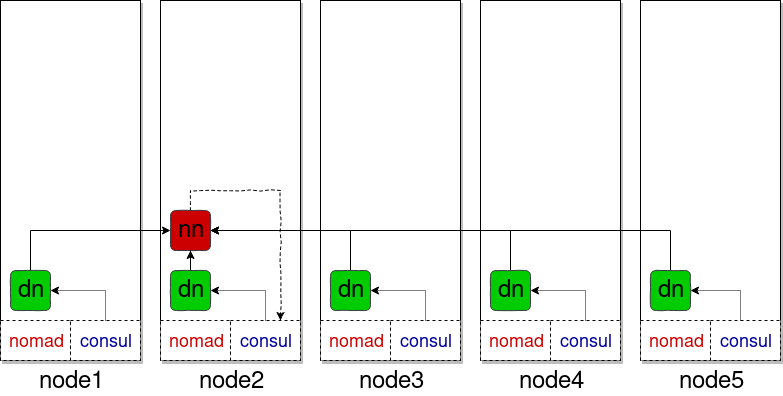 nn
dn
dn
dn
dn
dn
nomad consul
nomad consul
nomad consul
nomad consul
nomad consul
node1
node2
node3
node4
node5